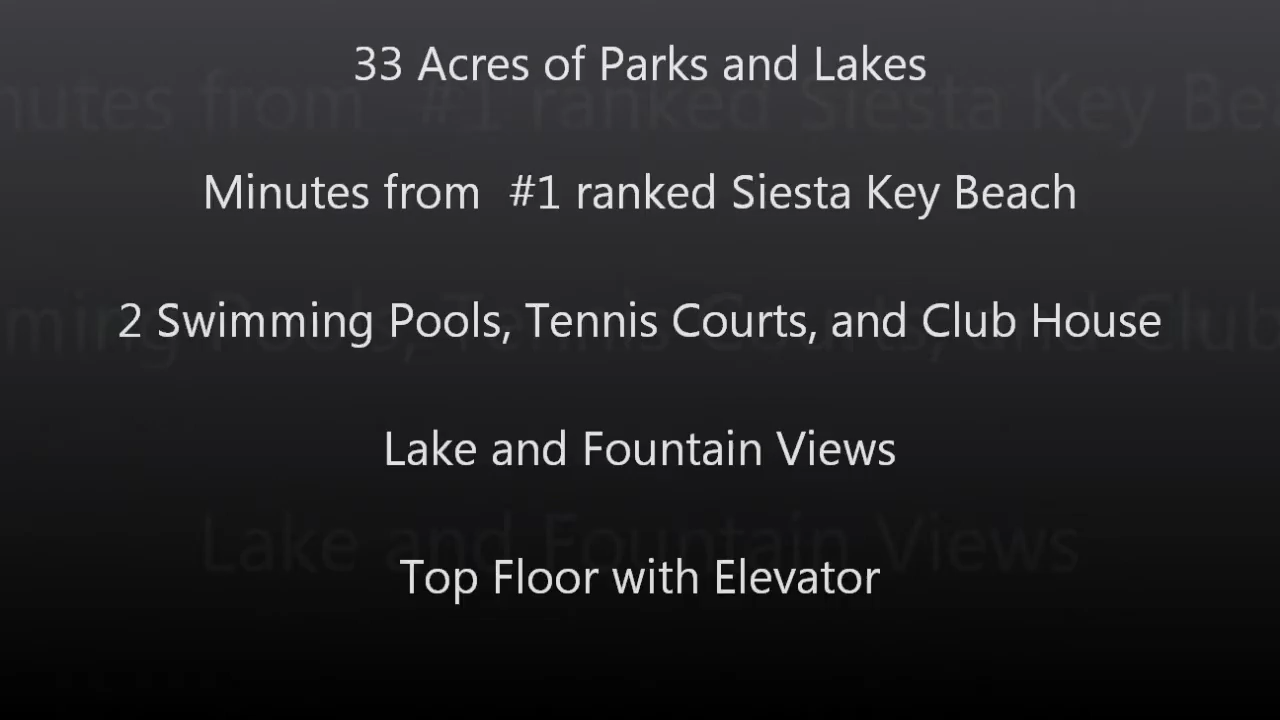 33 Acres of Parks and Lakes
Minutes from  #1 ranked Siesta Key Beach
2 Swimming Pools, Tennis Courts, and Club House
Lake and Fountain Views
Top Floor with Elevator